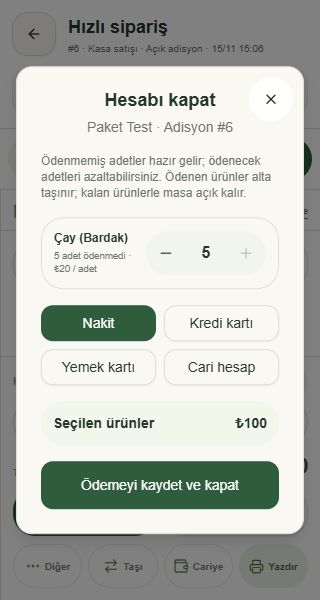 Hızlı sipariş
#6 · Kasa satışı · Açık adisyon · 15/11 15:06
Hesabı kapat
Paket Test · Adisyon #6
Ödenmemiş adetler hazır gelir; ödenecek
adetleri azaltabilirsiniz. Ödenen ürünler alta
taşınır; kalan ürünlerle masa açık kalır.
Çay (Bardak)
5 adet ödenmedi ·
₺20 / adet
− 5 +
Nakit
Kredi kartı
Yemek kartı
Cari hesap
Seçilen ürünler ₺100
Ödemeyi kaydet ve kapat
Diğer
Taşı
Cariye
Yazdır